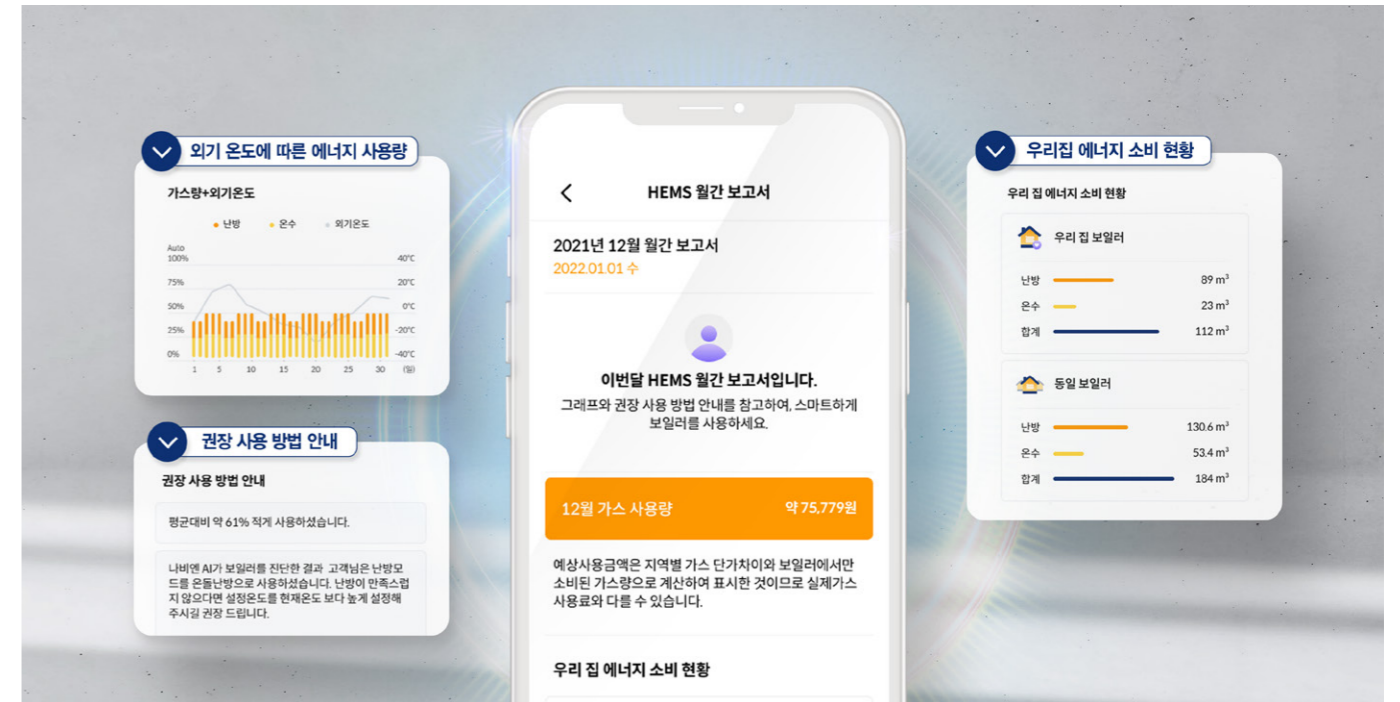 외기 온도에 따른 에너지 사용량
가스량+외기온도
난방 온수 외기온도
Auto
100% 40°C
75% 20°C
50% 0°C
25% -20°C
0% -40°C
1 5 10 15 20 25 30 (일)
권장 사용 방법 안내
권장 사용 방법 안내
평균대비 약 61% 적게 사용하셨습니다.
나비엔 AI가 보일러를 진단한 결과 고객님은 난방모
드를 온돌난방으로 사용하셨습니다. 난방이 만족스럽
지 않으다면 설정온도를 현재온도 보다 높게 설정해
주시길 권장 드립니다.
HEMS 월간 보고서
2021년 12월 월간 보고서
2022.01.01 수
이번달 HEMS 월간 보고서입니다.
그래프와 권장 사용 방법 안내를 참고하여, 스마트하게
보일러를 사용하세요.
12월 가스 사용량 약 75,779원
예상사용금액은 지역별 가스 단가차이와 보일러에서만
소비된 가스량으로 계산하여 표시한 것이므로 실제가스
사용료와 다를 수 있습니다.
우리 집 에너지 소비 현황
우리집 에너지 소비 현황
우리 집 에너지 소비 현황
우리 집 보일러
난방 89 m³
온수 23 m³
합계 112 m³
동일 보일러
난방 130.6 m³
온수 53.4 m³
합계 184 m³